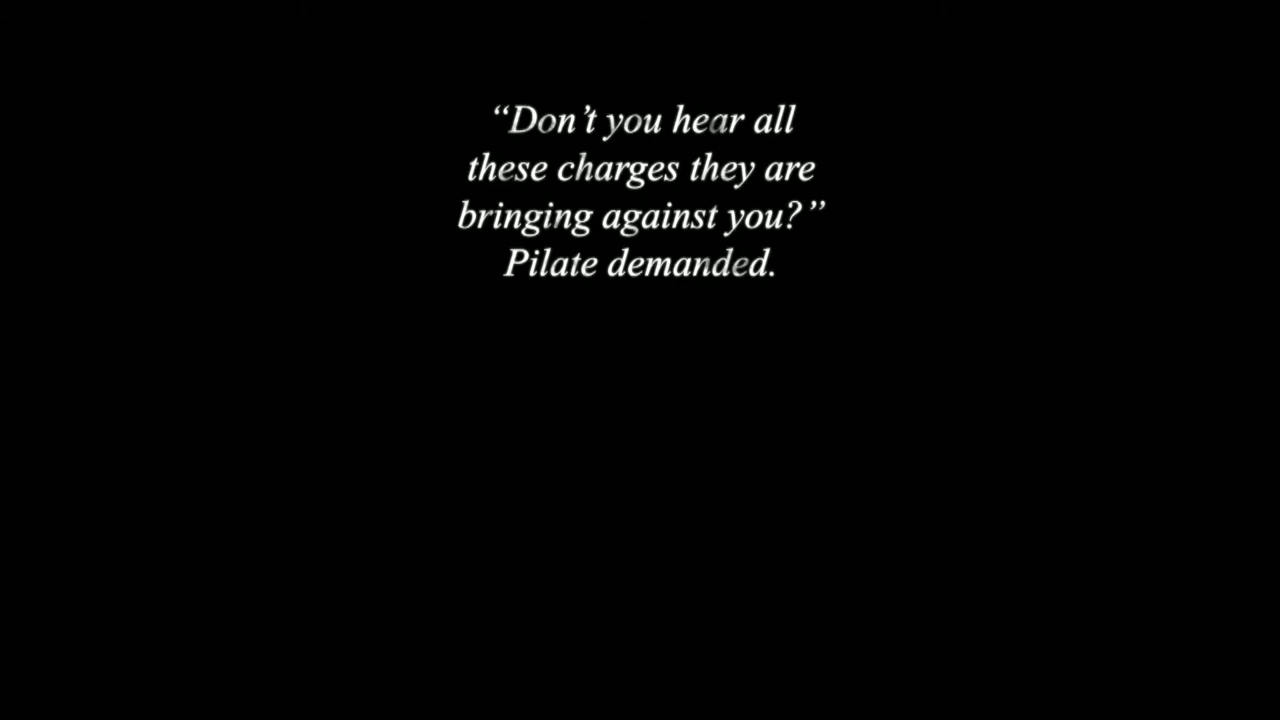 “Don’t you hear all
these charges they are
bringing against you?”
Pilate demanded.